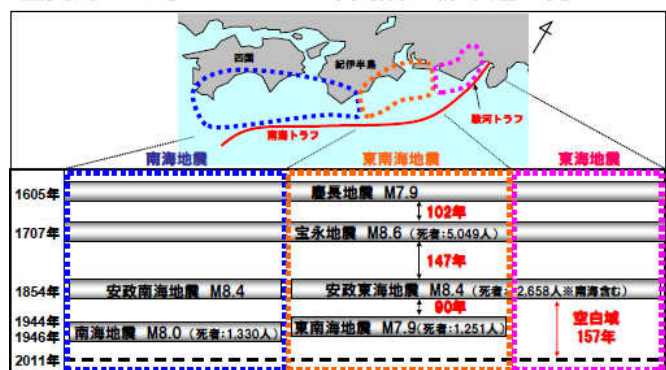 四国
紀伊半島
南海トラフ
駿河トラフ
南海地震
東南海地震
東海地震
1605年
慶長地震 M7.9
102年
1707年
宝永地震 M8.6（死者：5,049人）
147年
1854年
安政南海地震 M8.4
安政東海地震 M8.4（死者：2,658人※南海含む）
90年
1944年
1946年
南海地震 M8.0（死者：1,330人）
東南海地震 M7.9(死者：1,251人)
空白域
157年
2011年